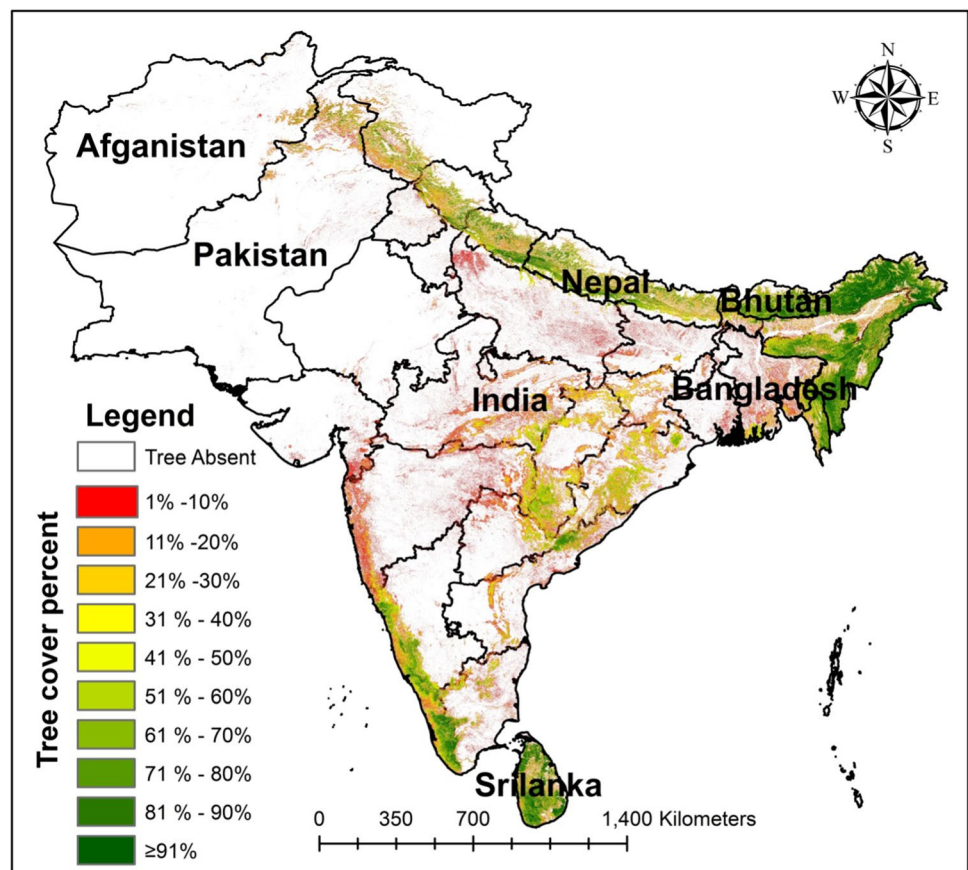 N
W E
S
Afganistan
Pakistan
Nepal
Bhutan
Bangladesh
India
Srilanka
Legend
Tree cover percent
Tree Absent
1% -10%
11% -20%
21% -30%
31 % - 40%
41 % - 50%
51 % - 60%
61 % - 70%
71 % - 80%
81 % - 90%
≥91%
0 350 700 1,400 Kilometers